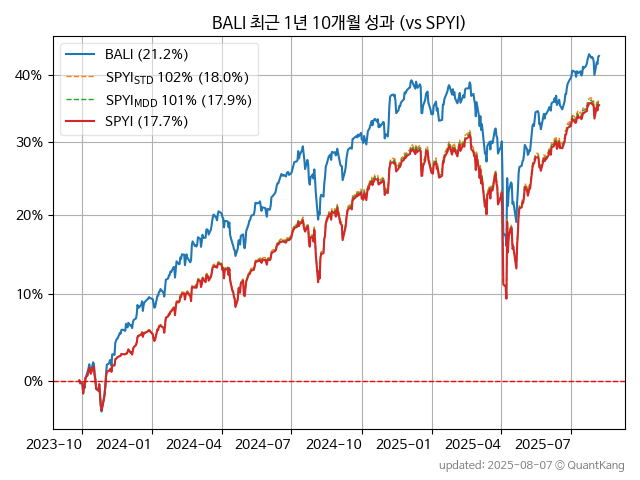 BALI 최근 1년 10개월 성과 (vs SPYI)
BALI (21.2%)
SPYI_STD 102% (18.0%)
SPYI_MDD 101% (17.9%)
SPYI (17.7%)
40%
30%
20%
10%
0%
2023-10 2024-01 2024-04 2024-07 2024-10 2025-01 2025-04 2025-07
updated: 2025-08-07 © QuantKang